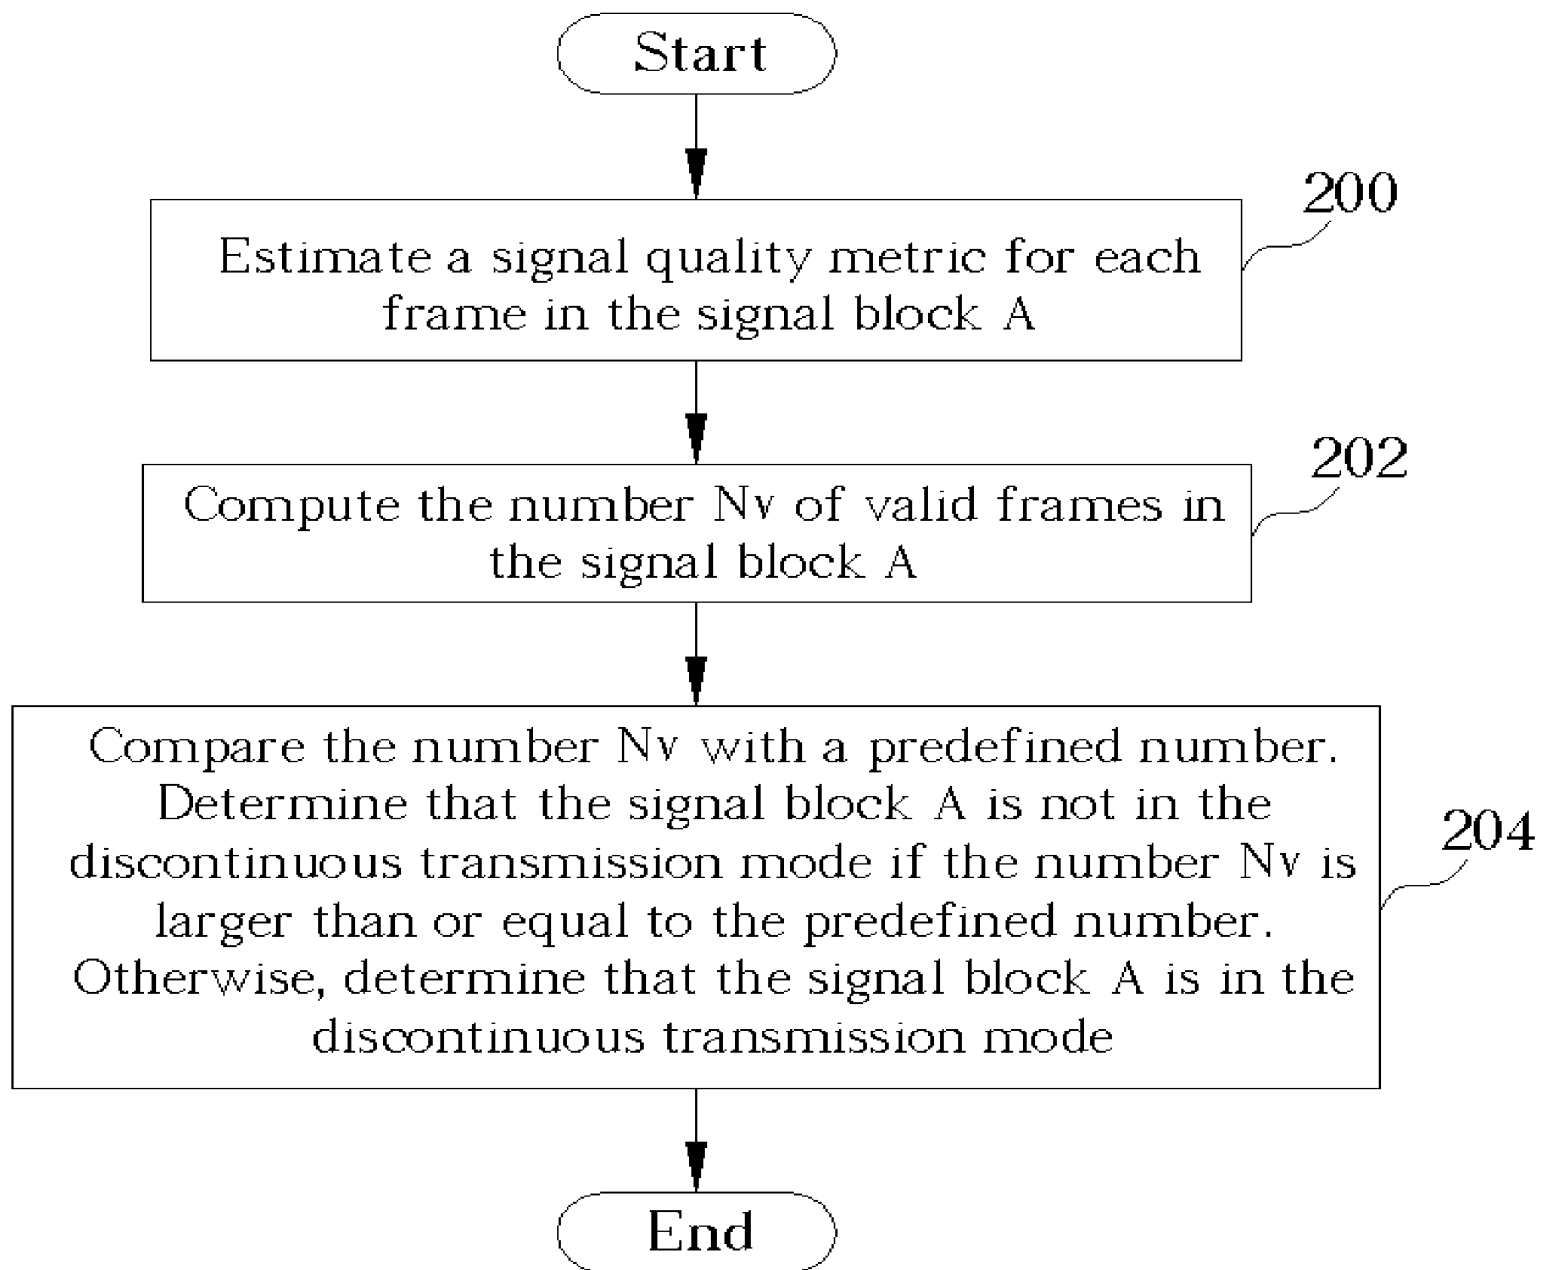 Start
200
Estimate a signal quality metric for each
frame in the signal block A
202
Compute the number Nv of valid frames in
the signal block A
Compare the number Nv with a predefined number.
Determine that the signal block A is not in the
204
discontinuous transmission mode if the number Nv is
larger than or equal to the predefined number.
Otherwise, determine that the signal block A is in the
discontinuous transmission mode
End